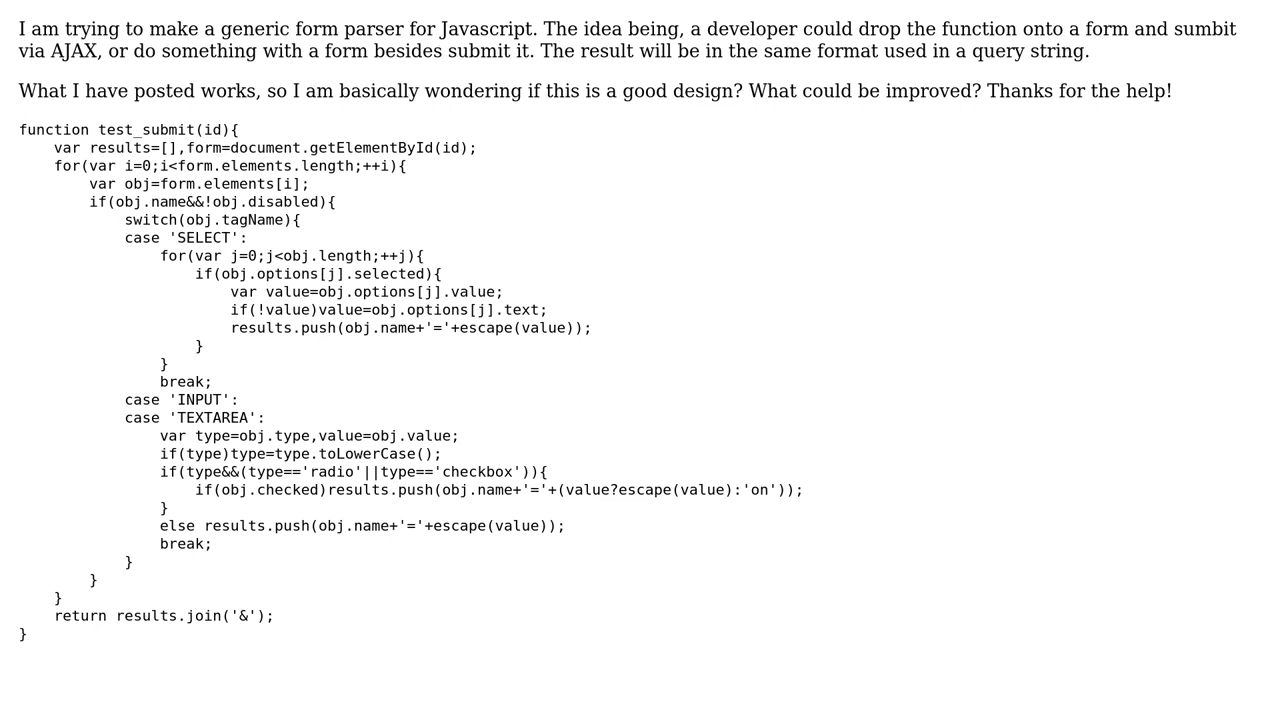 I am trying to make a generic form parser for Javascript. The idea being, a developer could drop the function onto a form and sumbit
via AJAX, or do something with a form besides submit it. The result will be in the same format used in a query string.
What I have posted works, so I am basically wondering if this is a good design? What could be improved? Thanks for the help!
function test_submit(id){
    var results=[],form=document.getElementById(id);
    for(var i=0;i<form.elements.length;++i){
        var obj=form.elements[i];
        if(obj.name&&!obj.disabled){
            switch(obj.tagName){
            case 'SELECT':
                for(var j=0;j<obj.length;++j){
                    if(obj.options[j].selected){
                        var value=obj.options[j].value;
                        if(!value)value=obj.options[j].text;
                        results.push(obj.name+'='+escape(value));
                    }
                }
                break;
            case 'INPUT':
            case 'TEXTAREA':
                var type=obj.type,value=obj.value;
                if(type)type=type.toLowerCase();
                if(type&&(type=='radio'||type=='checkbox')){
                    if(obj.checked)results.push(obj.name+'='+(value?escape(value):'on'));
                }
                else results.push(obj.name+'='+escape(value));
                break;
            }
        }
    }
    return results.join('&');
}